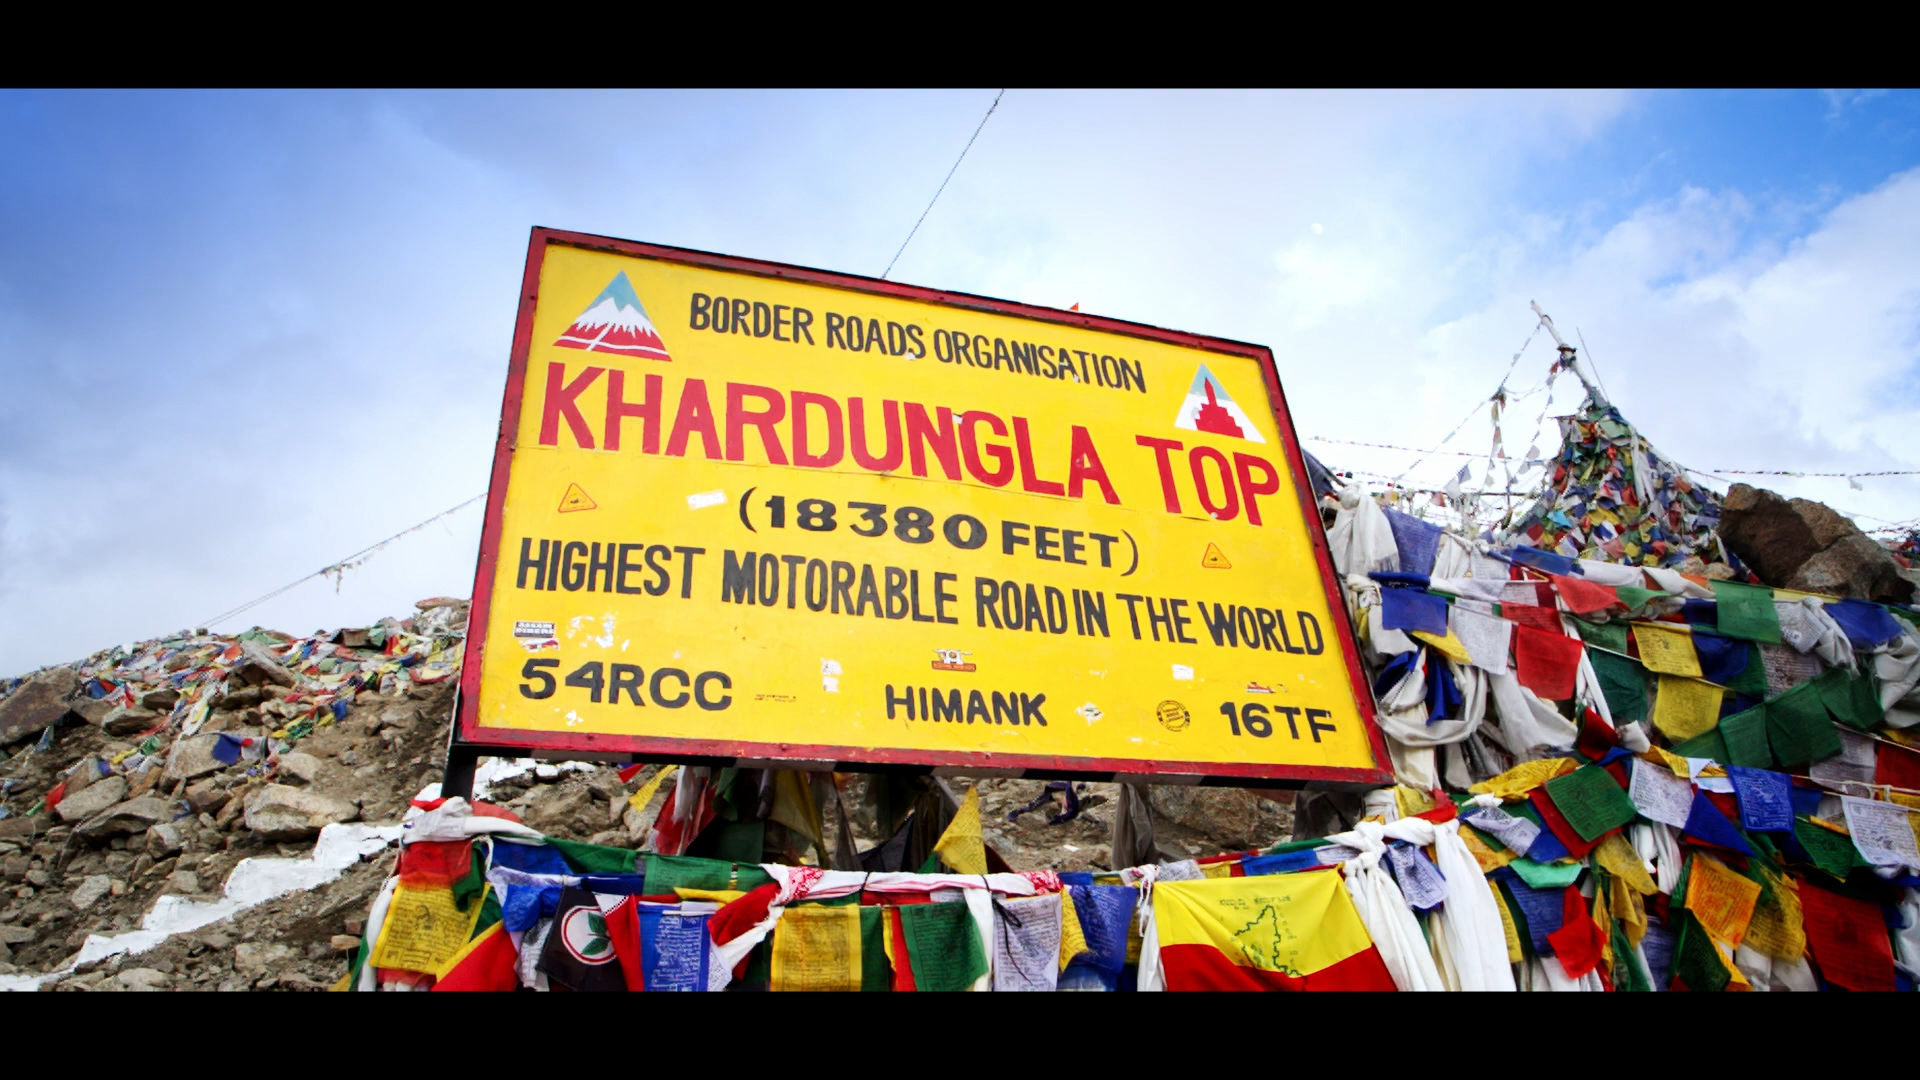 BORDER ROADS ORGANISATION
KHARDUNGLA TOP
(18380 FEET)
HIGHEST MOTORABLE ROAD IN THE WORLD
54RCC HIMANK 16TF